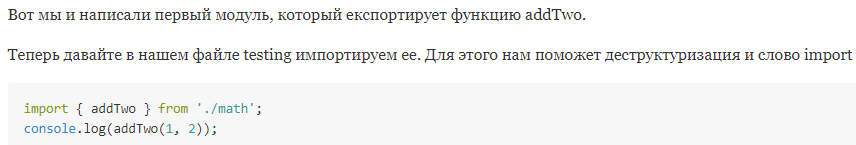 Вот мы и написали первый модуль, который експортирует функцию addTwo.
Теперь давайте в нашем файле testing импортируем ее. Для этого нам поможет деструктуризация и слово import
import { addTwo } from './math';
console.log(addTwo(1, 2));